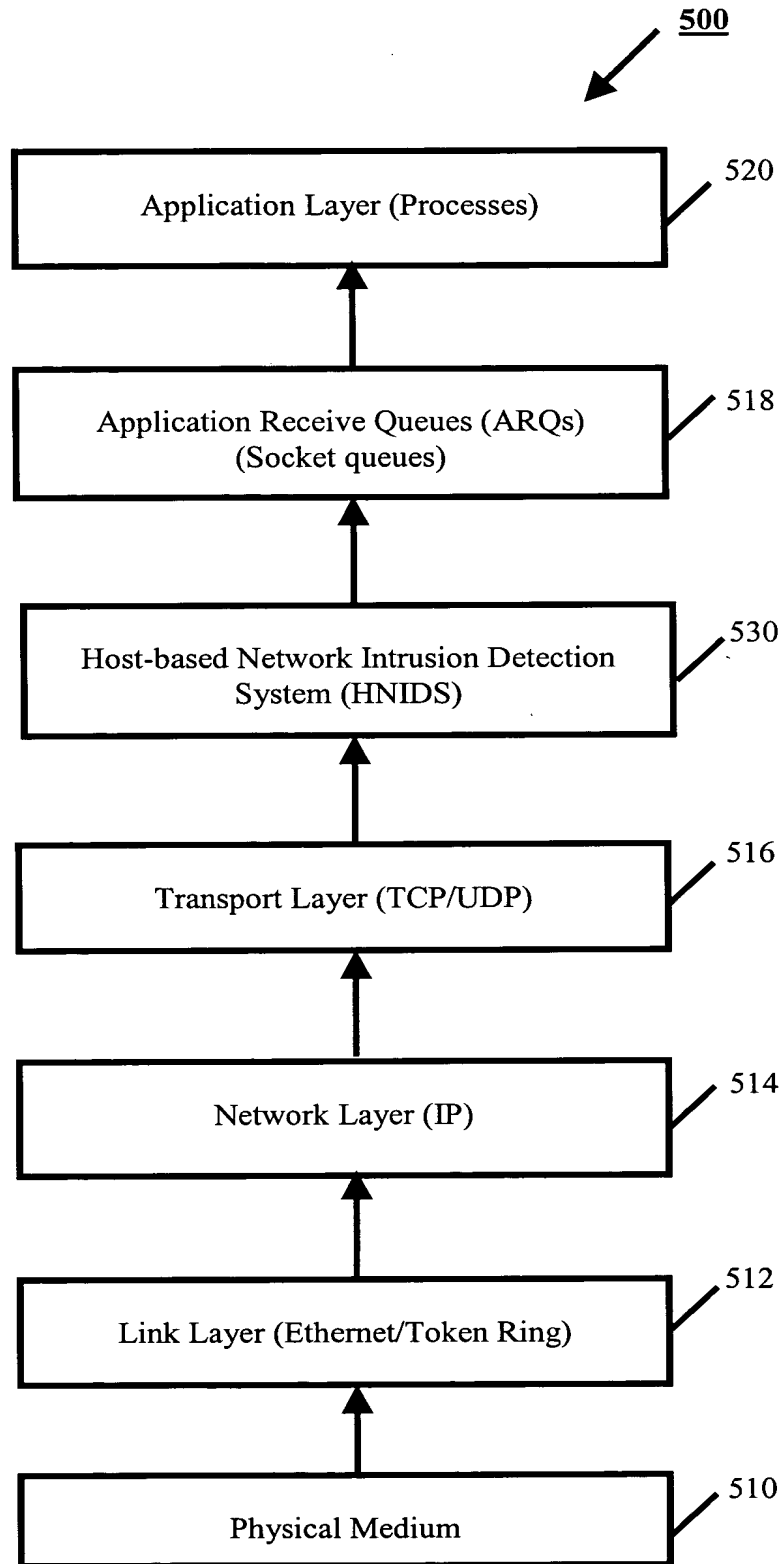 500
Application Layer (Processes)
520
Application Receive Queues (ARQs)
(Socket queues)
518
Host-based Network Intrusion Detection
System (HNIDS)
530
Transport Layer (TCP/UDP)
516
Network Layer (IP)
514
Link Layer (Ethernet/Token Ring)
512
Physical Medium
510